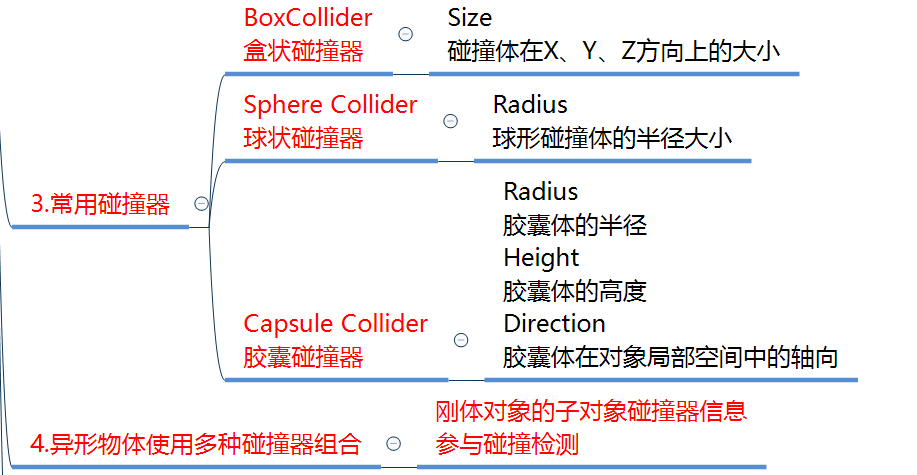 BoxCollider
盒状碰撞器
Size
碰撞体在X、Y、Z方向上的大小
Sphere Collider
球状碰撞器
Radius
球形碰撞体的半径大小
3.常用碰撞器
Radius
胶囊体的半径
Height
胶囊体的高度
Capsule Collider
胶囊碰撞器
Direction
胶囊体在对象局部空间中的轴向
4.异形物体使用多种碰撞器组合
刚体对象的子对象碰撞器信息
参与碰撞检测